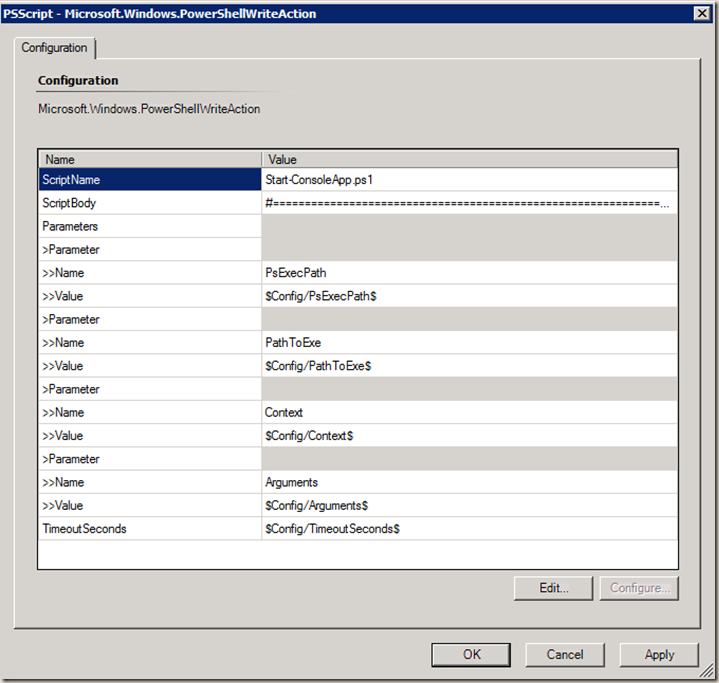 PSScript - Microsoft.Windows.PowerShellWriteAction
Configuration
Configuration
Microsoft.Windows.PowerShellWriteAction
Name Value
ScriptName Start-ConsoleApp.ps1
ScriptBody #=============================================================...
Parameters
>Parameter
>>Name PsExecPath
>>Value $Config/PsExecPath$
>Parameter
>>Name PathToExe
>>Value $Config/PathToExe$
>Parameter
>>Name Context
>>Value $Config/Context$
>Parameter
>>Name Arguments
>>Value $Config/Arguments$
TimeoutSeconds $Config/TimeoutSeconds$
Edit... Configure...
OK Cancel Apply